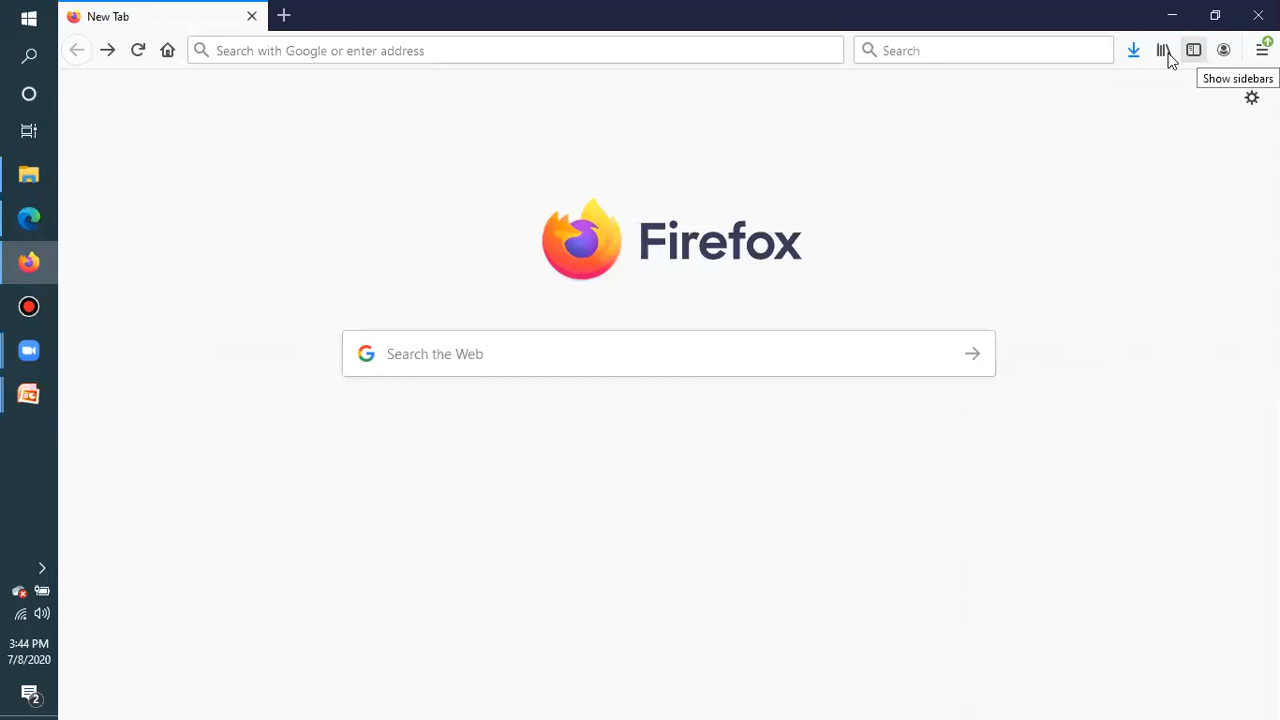 New Tab
Search with Google or enter address
Search
Show sidebars
Firefox
Search the Web
3:44 PM
7/8/2020
2